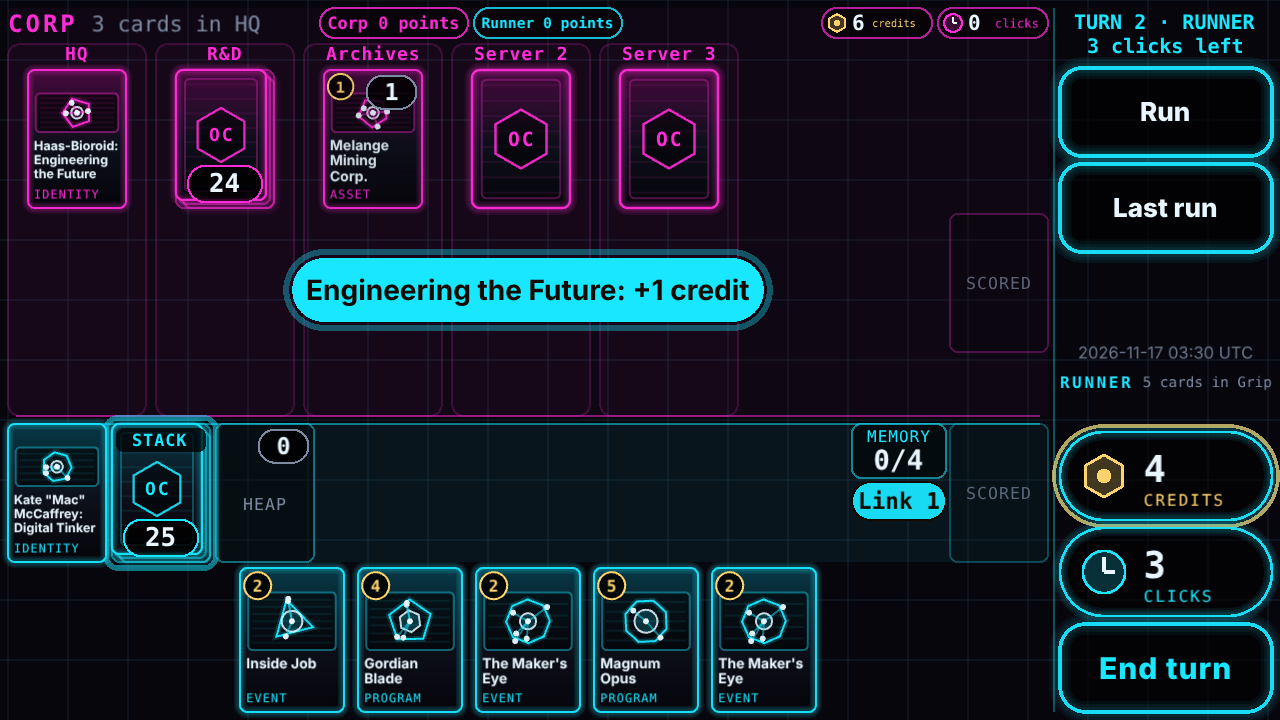 CORP 3 cards in HQ
Corp 0 points
Runner 0 points
6 credits
0 clicks
TURN 2 · RUNNER
3 clicks left
HQ
R&D
Archives
Server 2
Server 3
Haas-Bioroid:
Engineering
the Future
IDENTITY
OC
24
1
1
Melange
Mining
Corp.
ASSET
OC
OC
Run
Last run
Engineering the Future: +1 credit
SCORED
2026-11-17 03:30 UTC
RUNNER 5 cards in Grip
Kate "Mac"
McCaffrey:
Digital Tinker
IDENTITY
STACK
OC
25
0
HEAP
MEMORY
0/4
Link 1
SCORED
4
CREDITS
3
CLICKS
End turn
2
Inside Job
EVENT
4
Gordian
Blade
PROGRAM
2
The Maker's
Eye
EVENT
5
Magnum
Opus
PROGRAM
2
The Maker's
Eye
EVENT